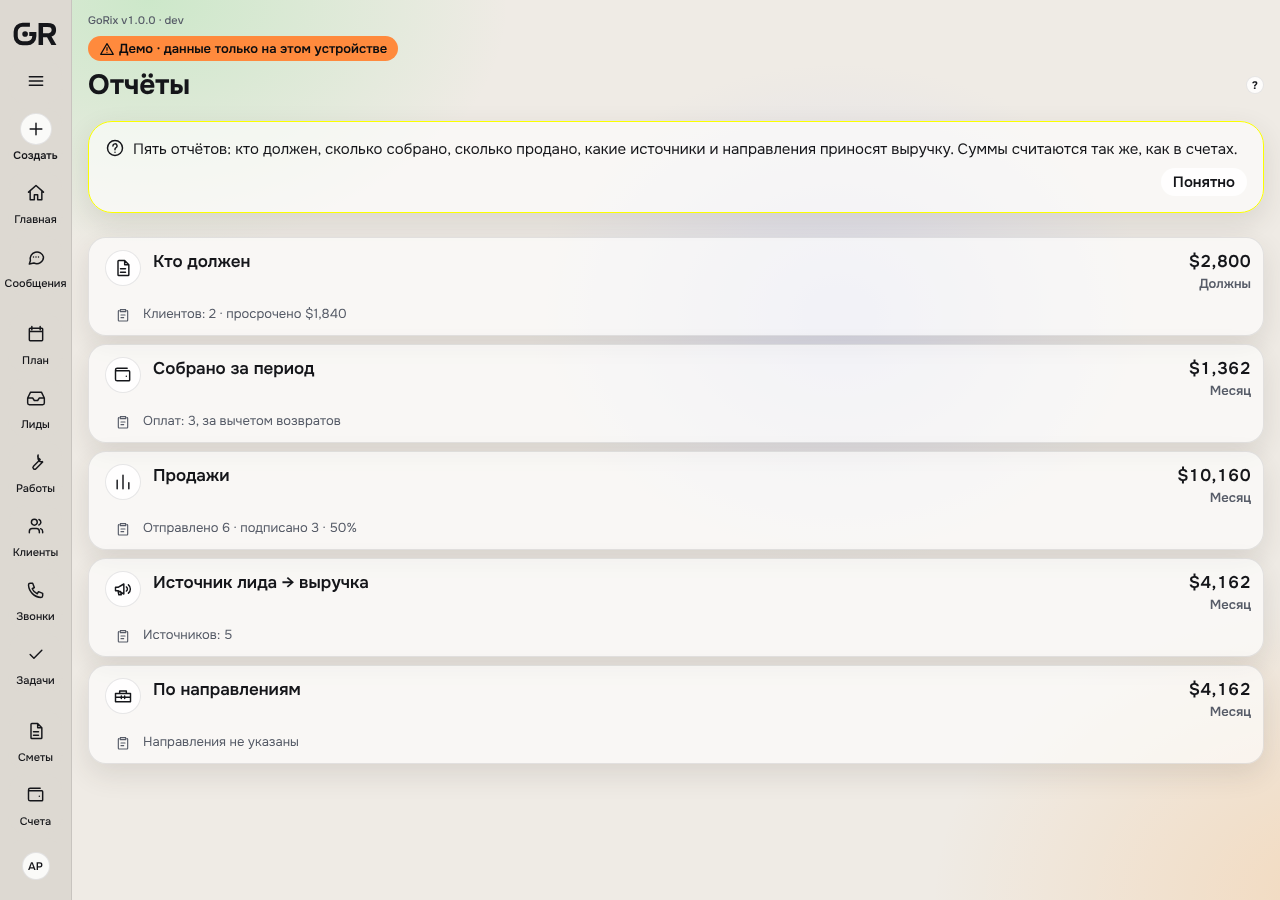 GR
GoRix v1.0.0 · dev
Демо · данные только на этом устройстве
Отчёты
?
Создать
Главная
Сообщения
План
Лиды
Работы
Клиенты
Звонки
Задачи
Сметы
Счета
AP
Пять отчётов: кто должен, сколько собрано, сколько продано, какие источники и направления приносят выручку. Суммы считаются так же, как в счетах.
Понятно
Кто должен
$2,800
Должны
Клиентов: 2 · просрочено $1,840
Собрано за период
$1,362
Месяц
Оплат: 3, за вычетом возвратов
Продажи
$10,160
Месяц
Отправлено 6 · подписано 3 · 50%
Источник лида → выручка
$4,162
Месяц
Источников: 5
По направлениям
$4,162
Месяц
Направления не указаны